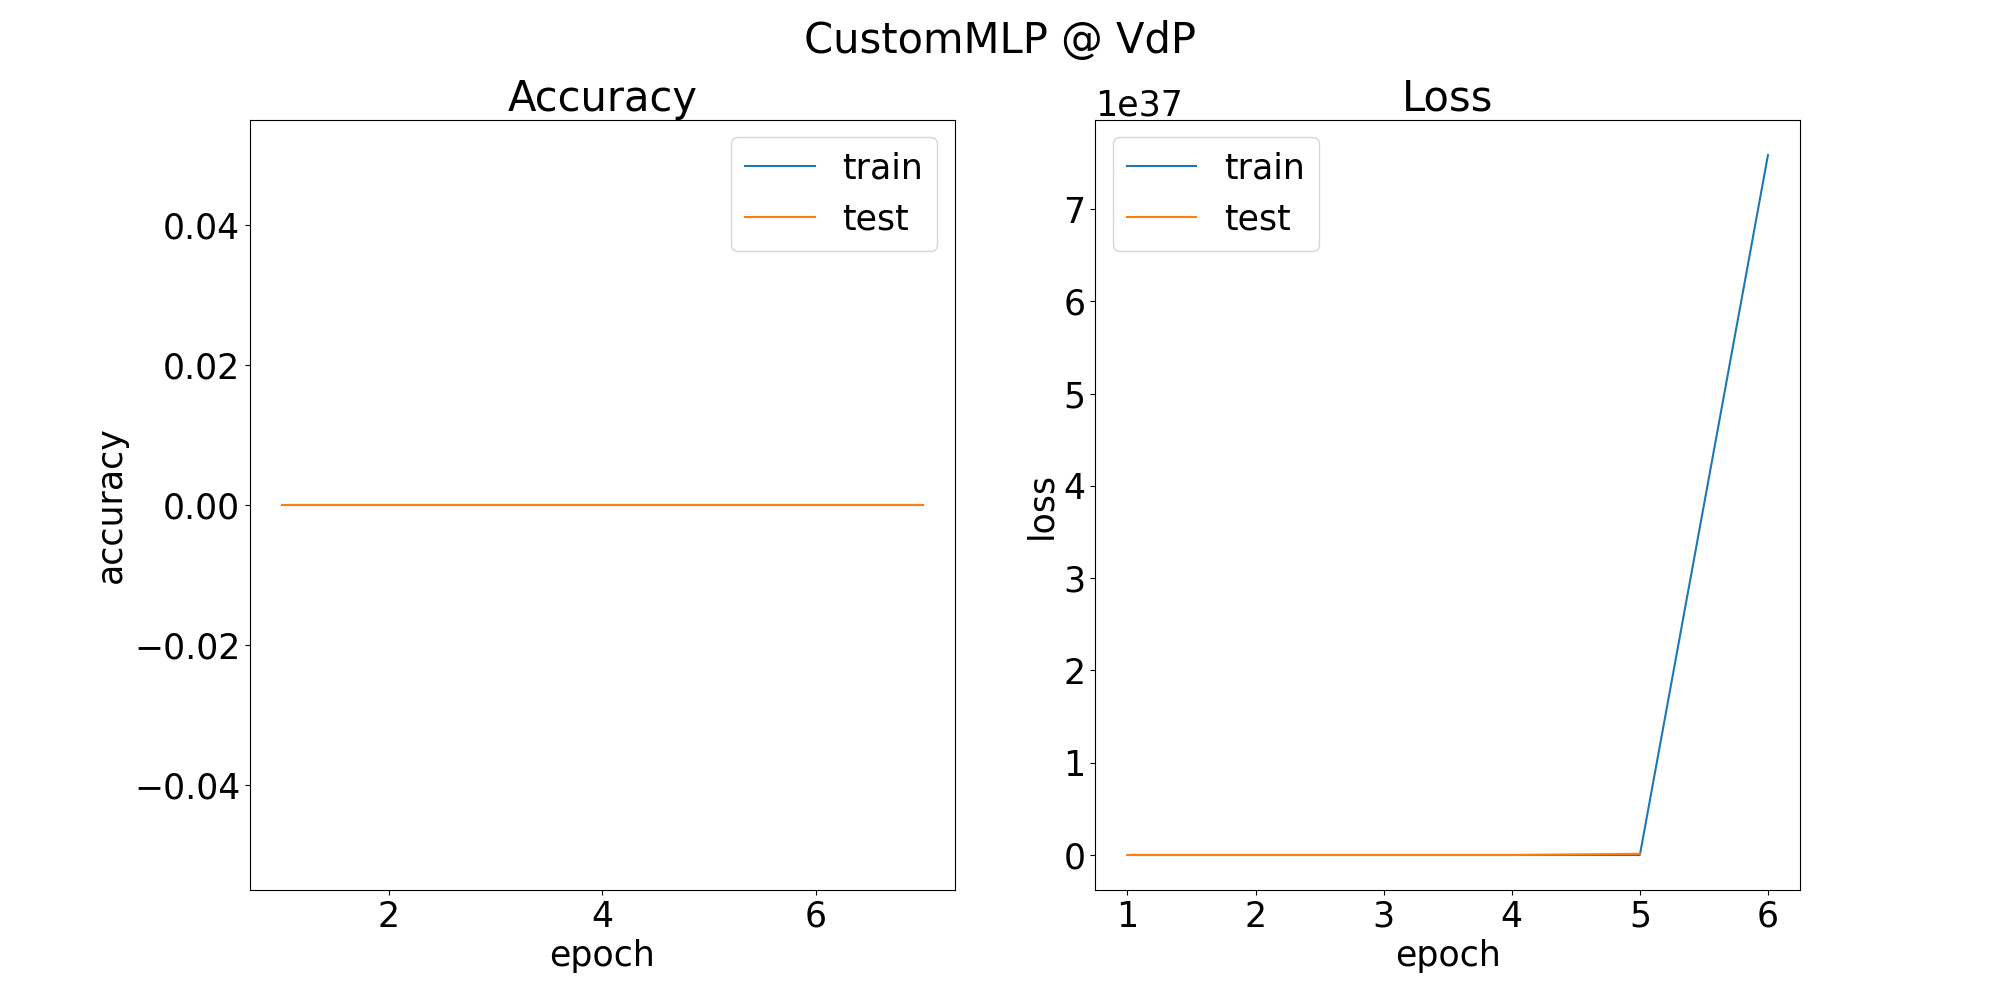 CustomMLP @ VdP
Accuracy
train
test
0.04
0.02
0.00
−0.02
−0.04
accuracy
2 4 6
epoch
Loss
1e37
train
test
7
6
5
4
3
2
1
0
loss
1 2 3 4 5 6
epoch